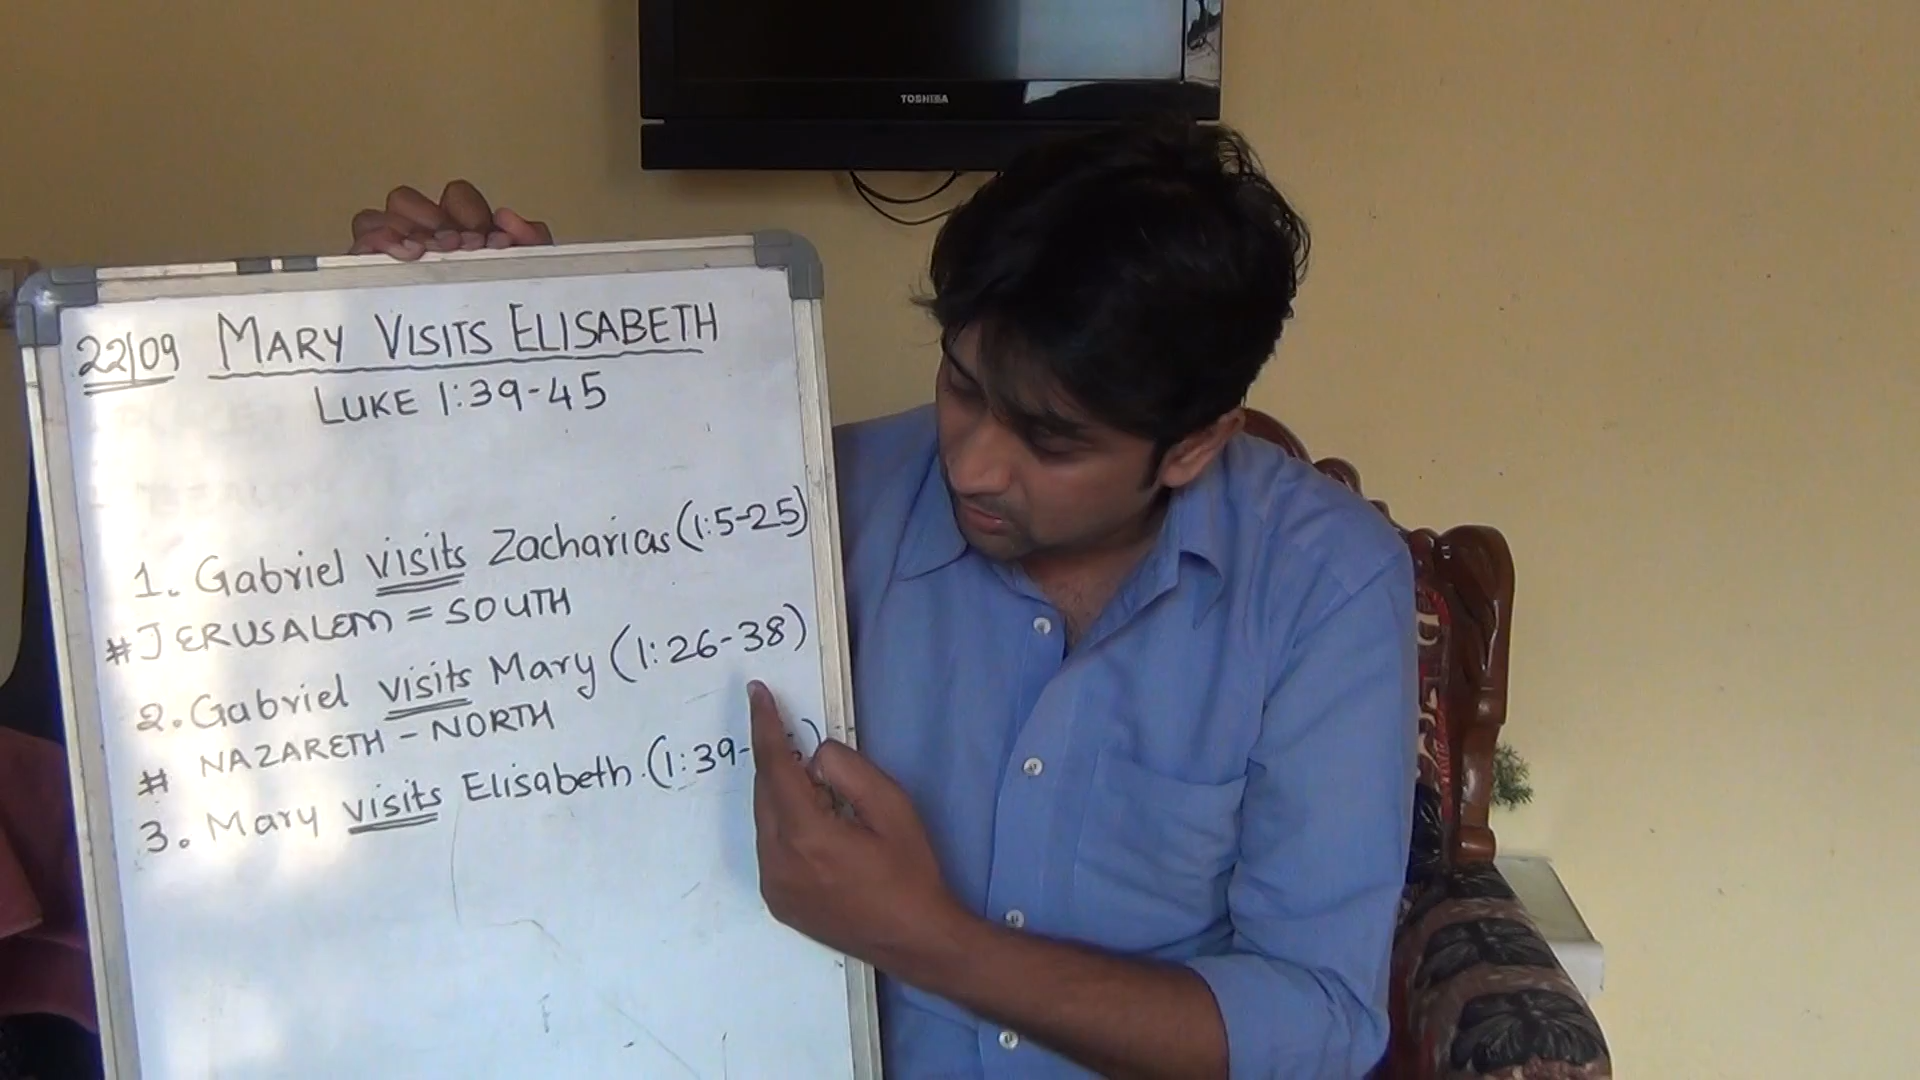 TOSHIBA
22/09 MARY VISITS ELISABETH
LUKE 1:39-45
1. Gabriel visits Zacharias (1:5-25)
#JERUSALEM = SOUTH
2. Gabriel visits Mary (1:26-38)
# NAZARETH - NORTH
3. Mary visits Elisabeth. (1:39-